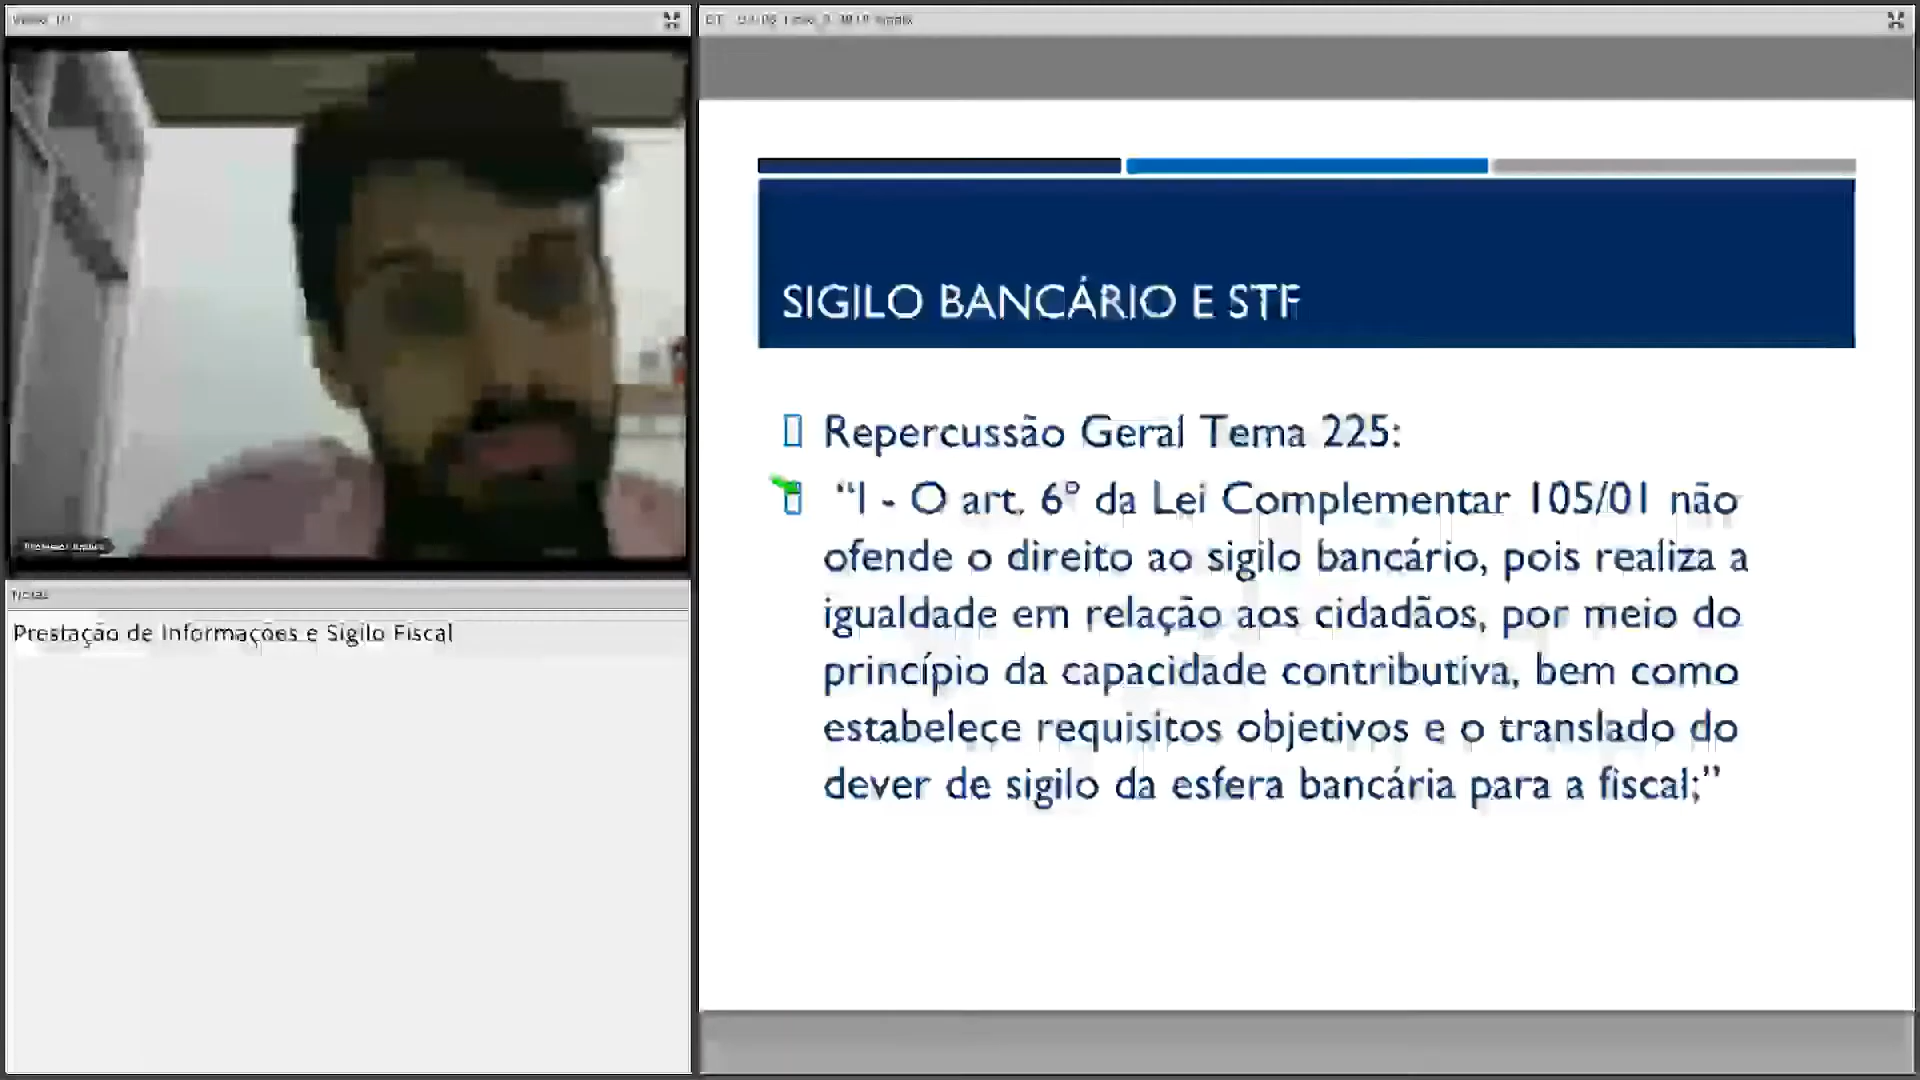 Prestação de Informações e Sigilo Fiscal
SIGILO BANCÁRIO E STF
Repercussão Geral Tema 225:
“I - O art. 6º da Lei Complementar 105/01 não
ofende o direito ao sigilo bancário, pois realiza a
igualdade em relação aos cidadãos, por meio do
princípio da capacidade contributiva, bem como
estabelece requisitos objetivos e o translado do
dever de sigilo da esfera bancária para a fiscal;”